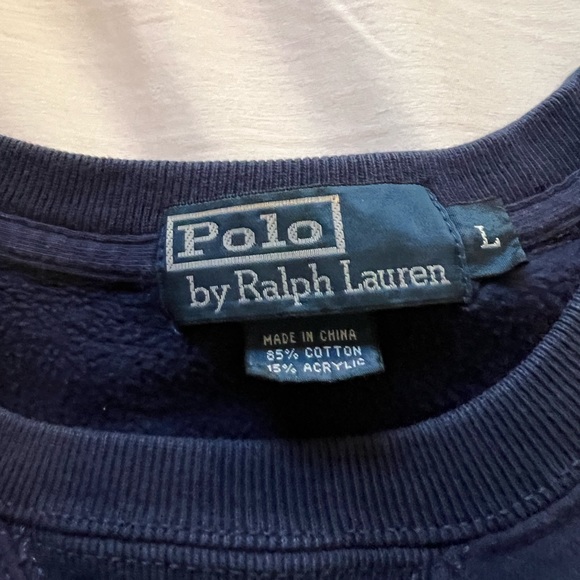 Polo
by Ralph Lauren
L
MADE IN CHINA
85% COTTON
15% ACRYLIC